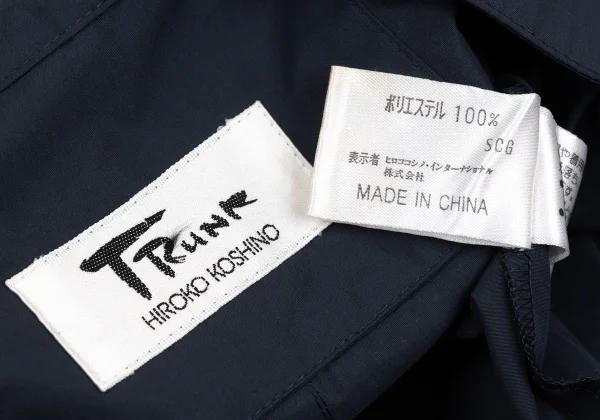 TRUNK
HIROKO KOSHINO
ポリエステル 100%
SCG
表示者 ヒロココシノ・インターナショナル
株式会社
MADE IN CHINA